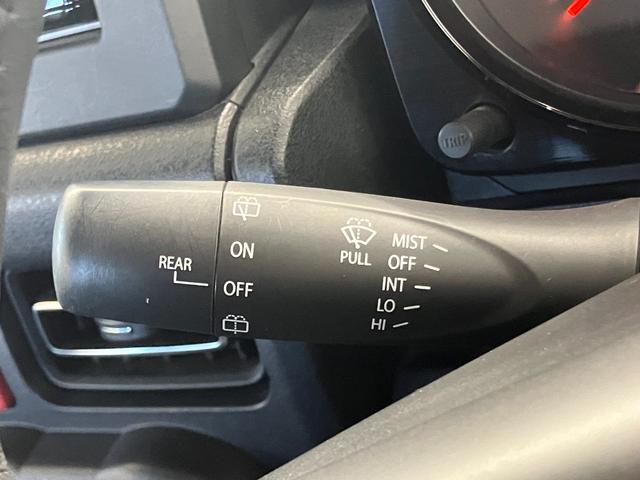 TRIP
REAR
ON
OFF
PULL
MIST
OFF
INT
LO
HI